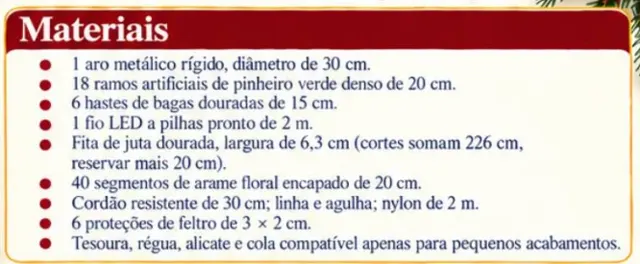 Materiais
● 1 aro metálico rígido, diâmetro de 30 cm.
● 18 ramos artificiais de pinheiro verde denso de 20 cm.
● 6 hastes de bagas douradas de 15 cm.
● 1 fio LED a pilhas pronto de 2 m.
● Fita de juta dourada, largura de 6,3 cm (cortes somam 226 cm,
reservar mais 20 cm).
● 40 segmentos de arame floral encapado de 20 cm.
● Cordão resistente de 30 cm; linha e agulha; nylon de 2 m.
● 6 proteções de feltro de 3 × 2 cm.
● Tesoura, régua, alicate e cola compatível apenas para pequenos acabamentos.